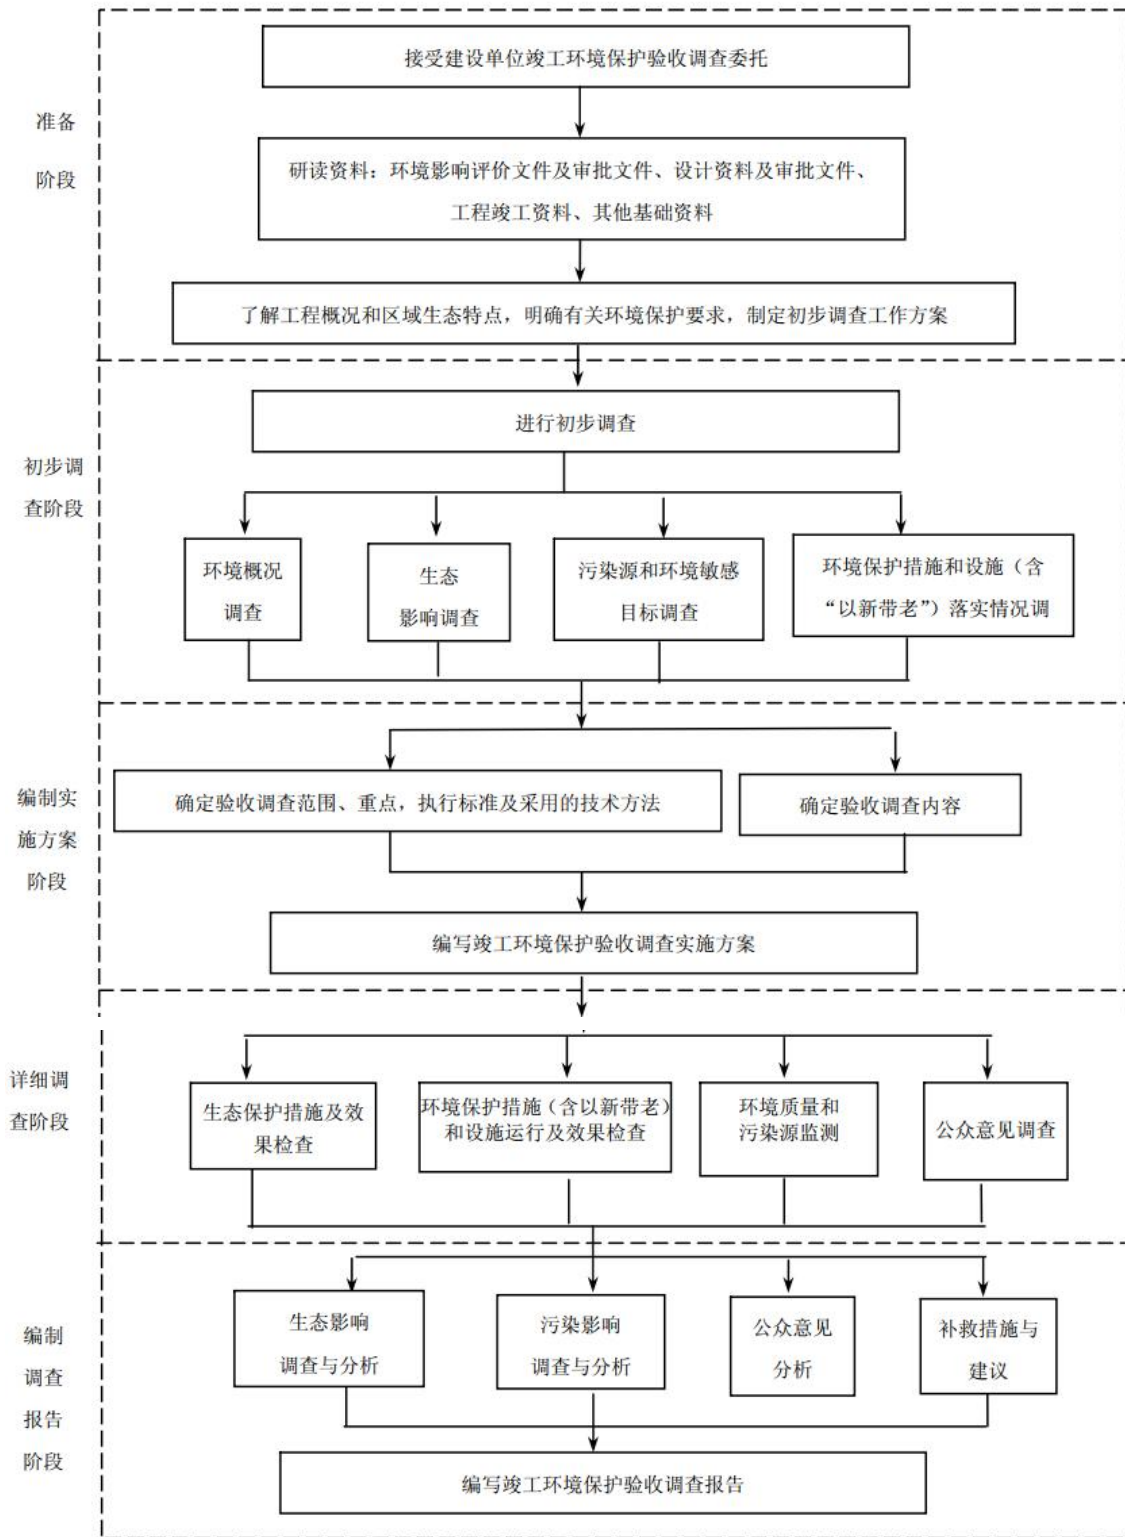 接受建设单位竣工环境保护验收调查委托
准备
阶段
研读资料：环境影响评价文件及审批文件、设计资料及审批文件、
工程竣工资料、其他基础资料
了解工程概况和区域生态特点，明确有关环境保护要求，制定初步调查工作方案
进行初步调查
初步调
查阶段
环境概况
调查
生态
影响调查
污染源和环境敏感
目标调查
环境保护措施和设施（含
“以新带老”）落实情况调
编制实
施方案
阶段
确定验收调查范围、重点，执行标准及采用的技术方法
确定验收调查内容
编写竣工环境保护验收调查实施方案
详细调
查阶段
生态保护措施及效
果检查
环境保护措施（含以新带老）
和设施运行及效果检查
环境质量和
污染源监测
公众意见调查
编制
调查
报告
阶段
生态影响
调查与分析
污染影响
调查与分析
公众意见
分析
补救措施与
建议
编写竣工环境保护验收调查报告